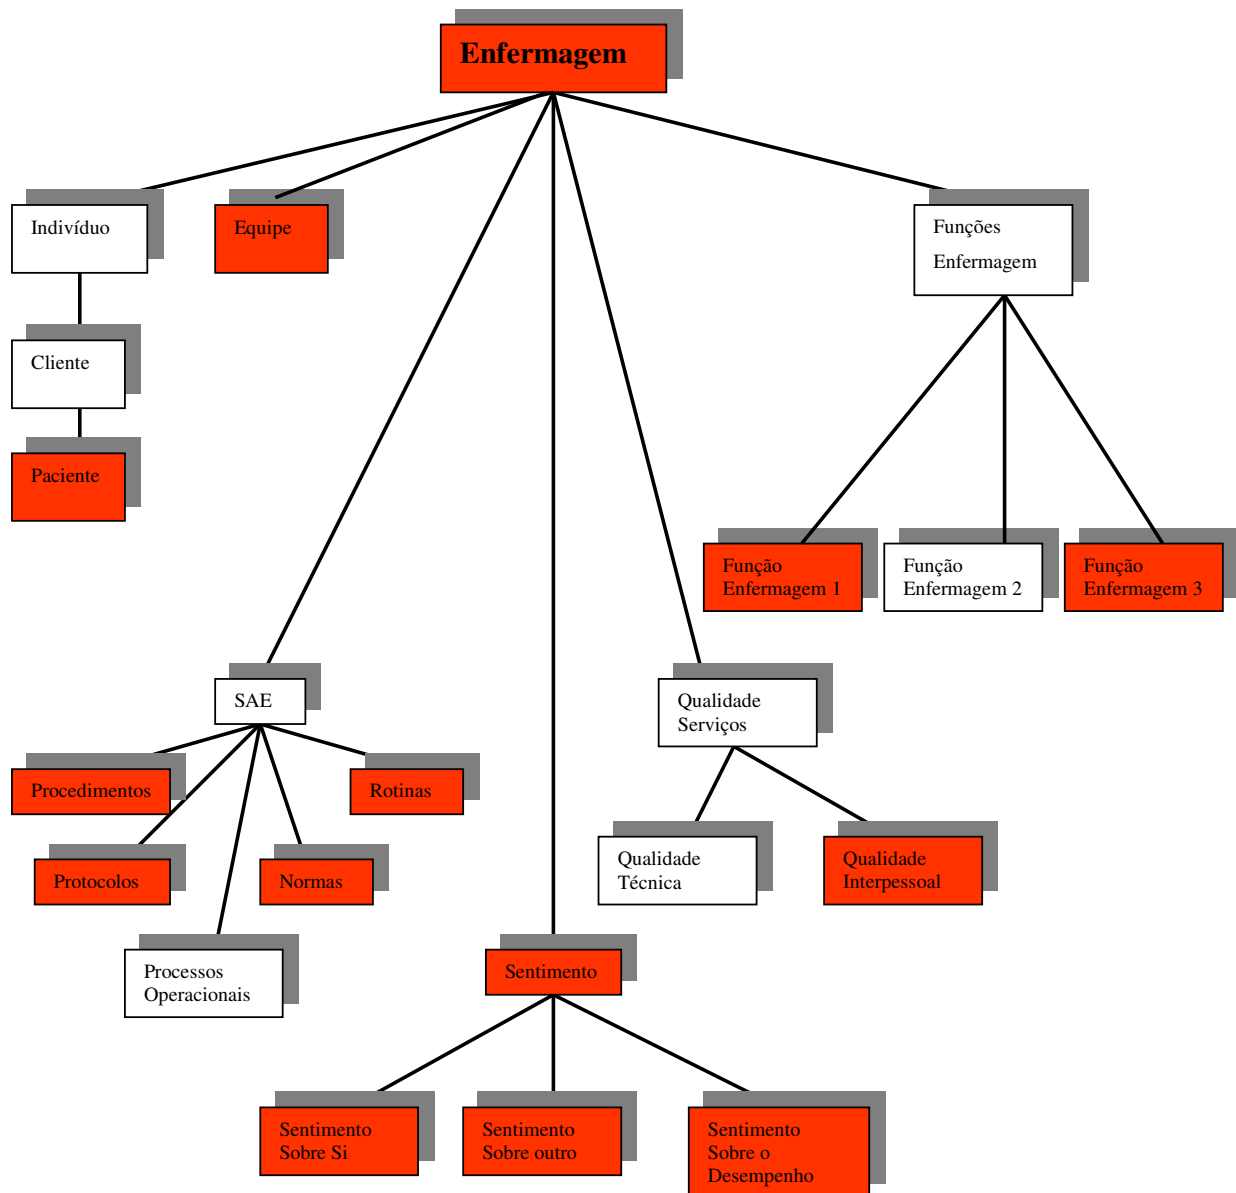 Enfermagem
Indivíduo
Equipe
Funções
Enfermagem
Cliente
Paciente
Função
Enfermagem 1
Função
Enfermagem 2
Função
Enfermagem 3
SAE
Qualidade
Serviços
Procedimentos
Rotinas
Protocolos
Normas
Qualidade
Técnica
Qualidade
Interpessoal
Processos
Operacionais
Sentimento
Sentimento
Sobre Si
Sentimento
Sobre outro
Sentimento
Sobre o
Desempenho